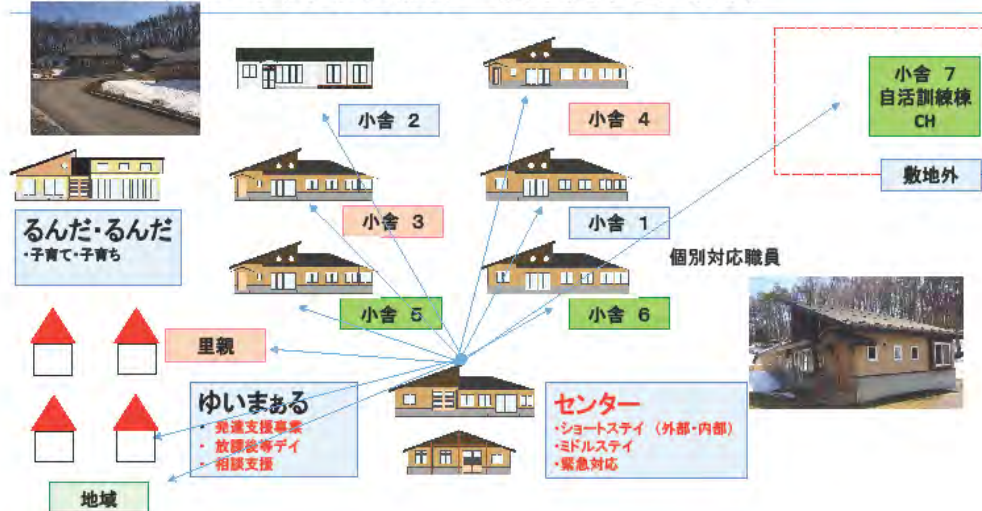 小舎 2
小舎 4
小舎 7
自活訓練棟
CH
敷地外
小舎 3
小舎 1
るんだ・るんだ
・子育て・子育ち
個別対応職員
小舎 5
小舎 6
里親
ゆいまぁる
・ 発達支援事業
・ 放課後等デイ
・ 相談支援
センター
・ショートステイ (外部・内部)
・ミドルステイ
・緊急対応
地域